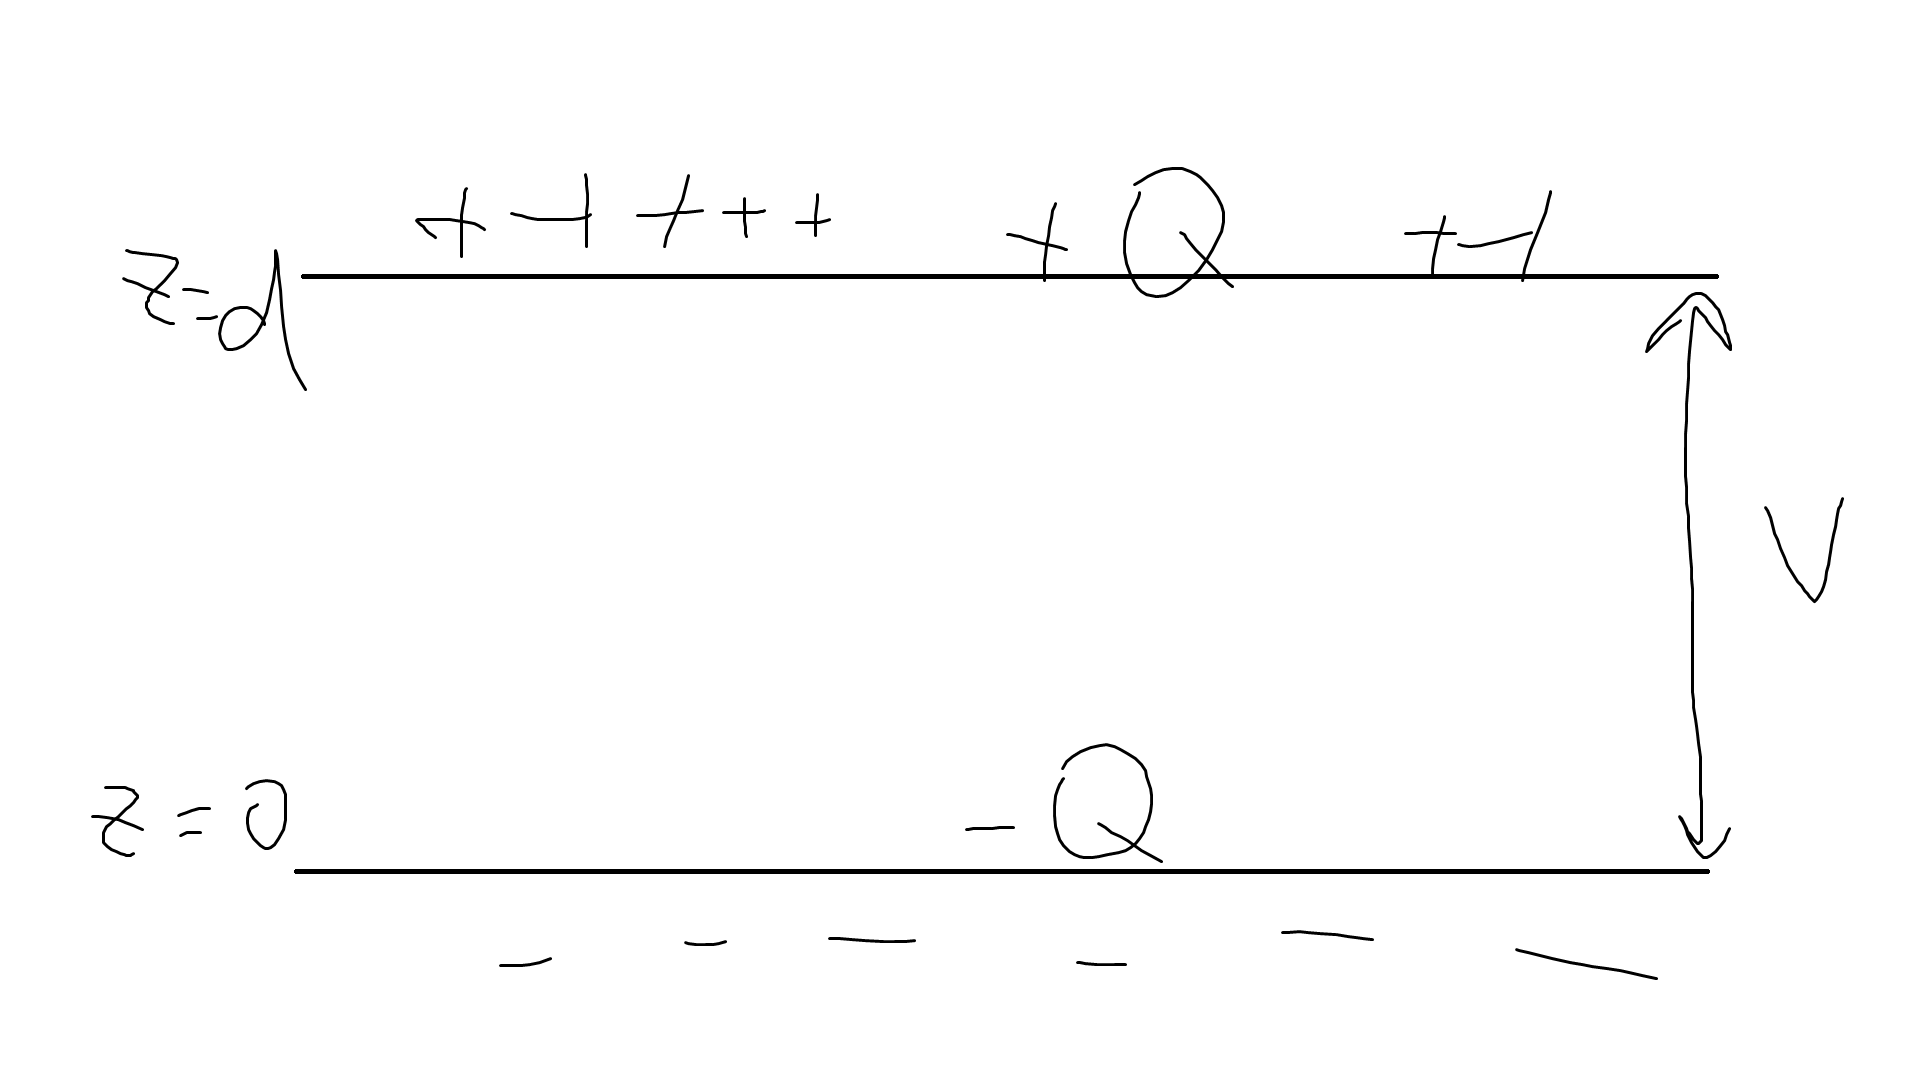 + + + + + + Q + +
z=d
V
z=0 - Q
- - - - - -